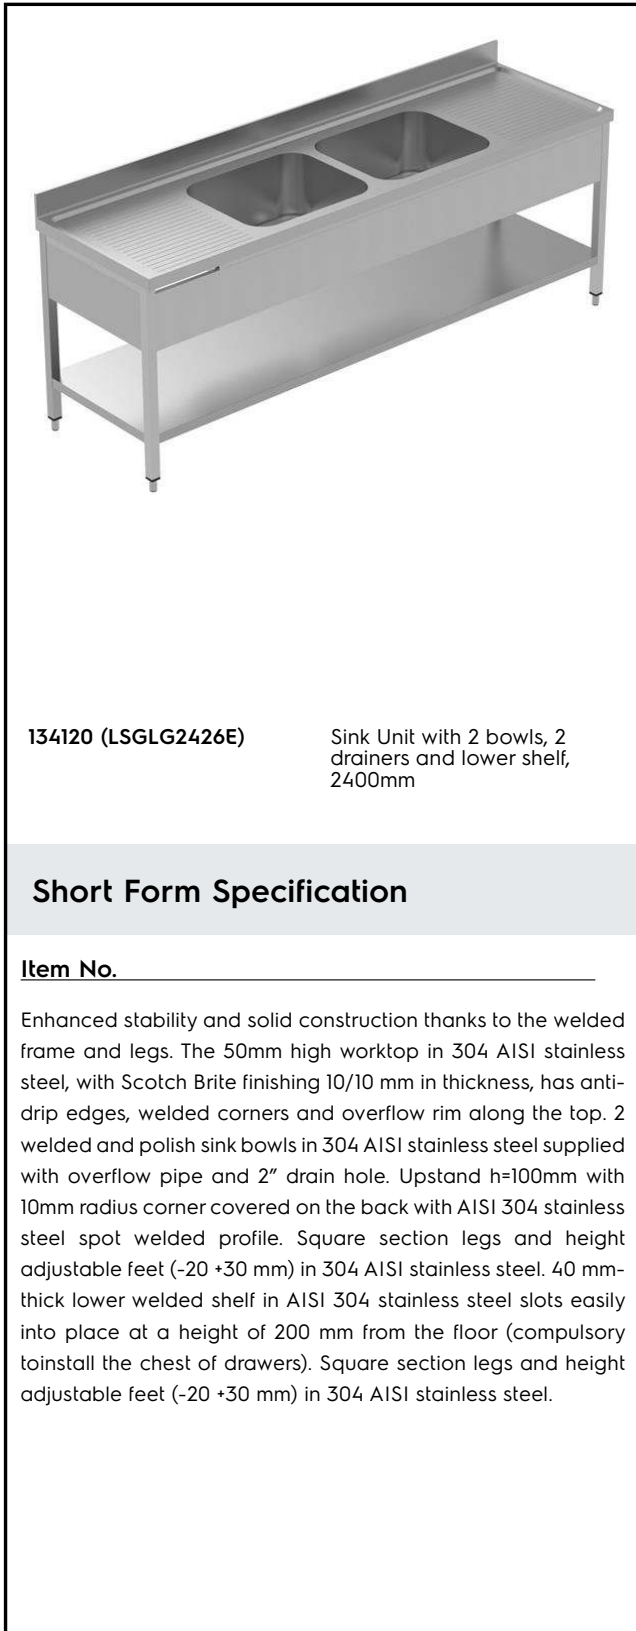 134120 (LSGLG2426E)
Sink Unit with 2 bowls, 2
drainers and lower shelf,
2400mm
Short Form Specification
Item No.
Enhanced stability and solid construction thanks to the welded
frame and legs. The 50mm high worktop in 304 AISI stainless
steel, with Scotch Brite finishing 10/10 mm in thickness, has anti-
drip edges, welded corners and overflow rim along the top. 2
welded and polish sink bowls in 304 AISI stainless steel supplied
with overflow pipe and 2” drain hole. Upstand h=100mm with
10mm radius corner covered on the back with AISI 304 stainless
steel spot welded profile. Square section legs and height
adjustable feet (-20 +30 mm) in 304 AISI stainless steel. 40 mm-
thick lower welded shelf in AISI 304 stainless steel slots easily
into place at a height of 200 mm from the floor (compulsory
toinstall the chest of drawers). Square section legs and height
adjustable feet (-20 +30 mm) in 304 AISI stainless steel.